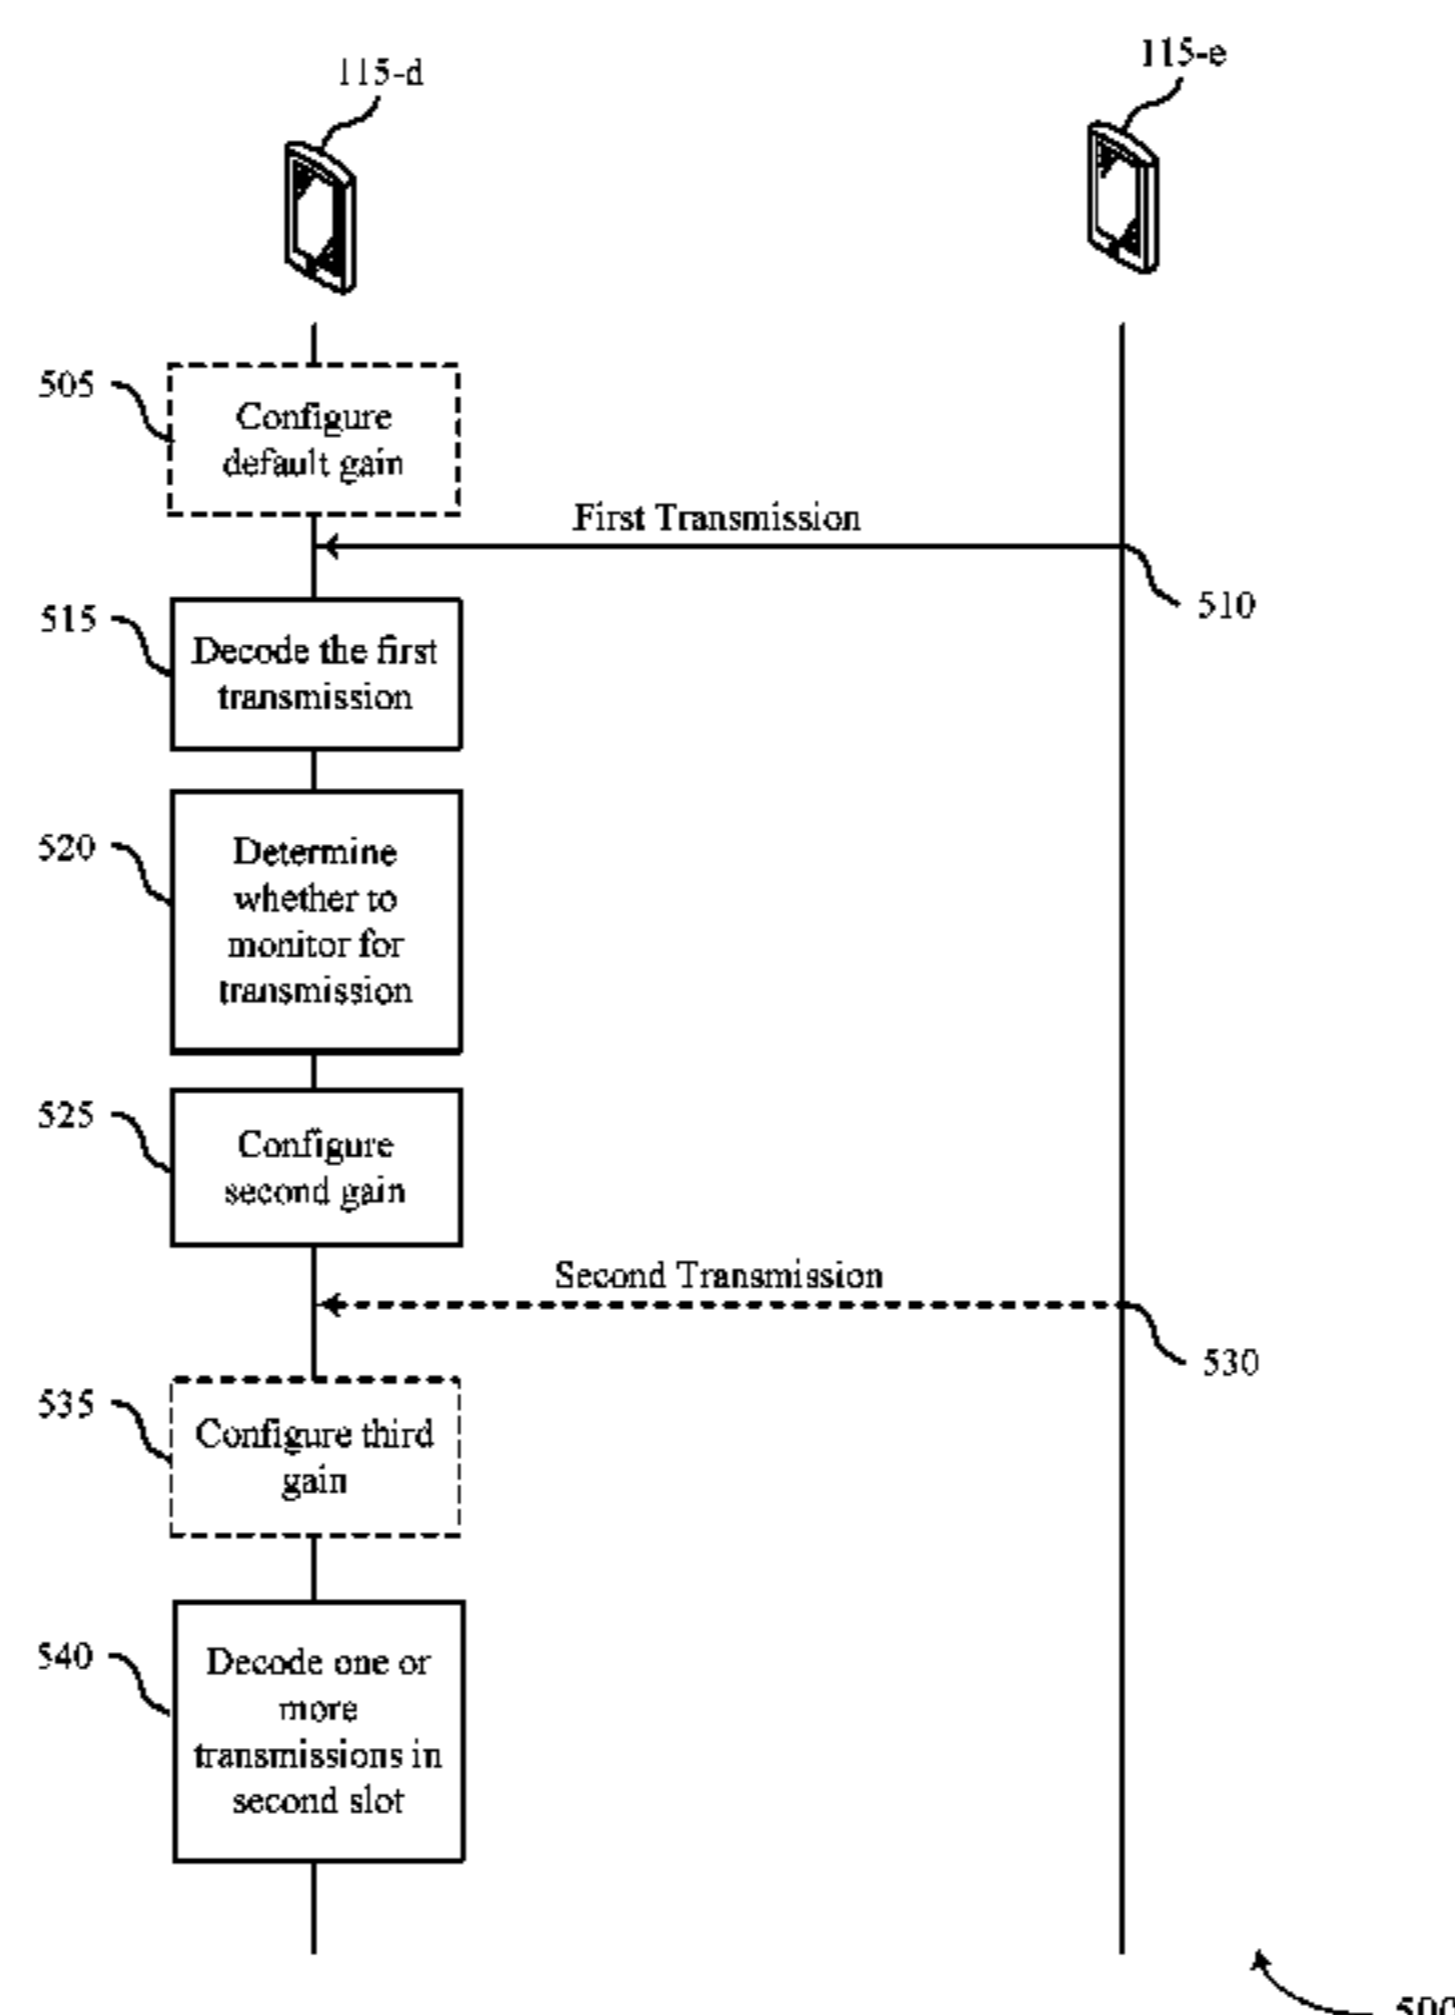 115-d
115-e
505
Configure
default gain
First Transmission
510
515
Decode the first
transmission
520
Determine
whether to
monitor for
transmission
525
Configure
second gain
Second Transmission
530
535
Configure third
gain
540
Decode one or
more
transmissions in
second slot
500